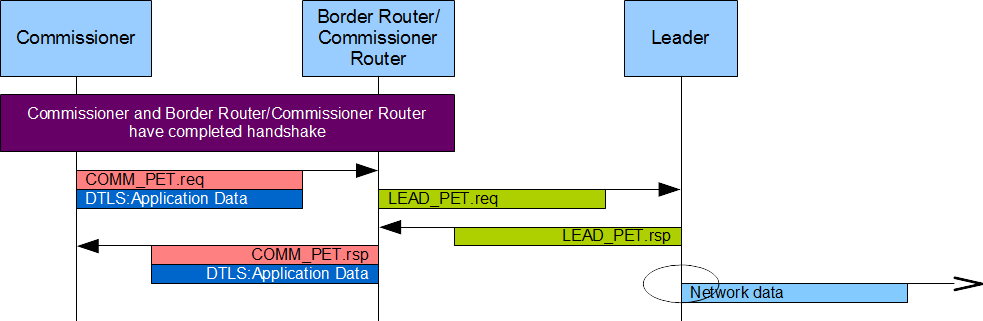 Commissioner
Border Router/
Commissioner
Router
Leader
Commissioner and Border Router/Commissioner Router
have completed handshake
COMM_PET.req
DTLS:Application Data
LEAD_PET.req
LEAD_PET.rsp
COMM_PET.rsp
DTLS:Application Data
Network data